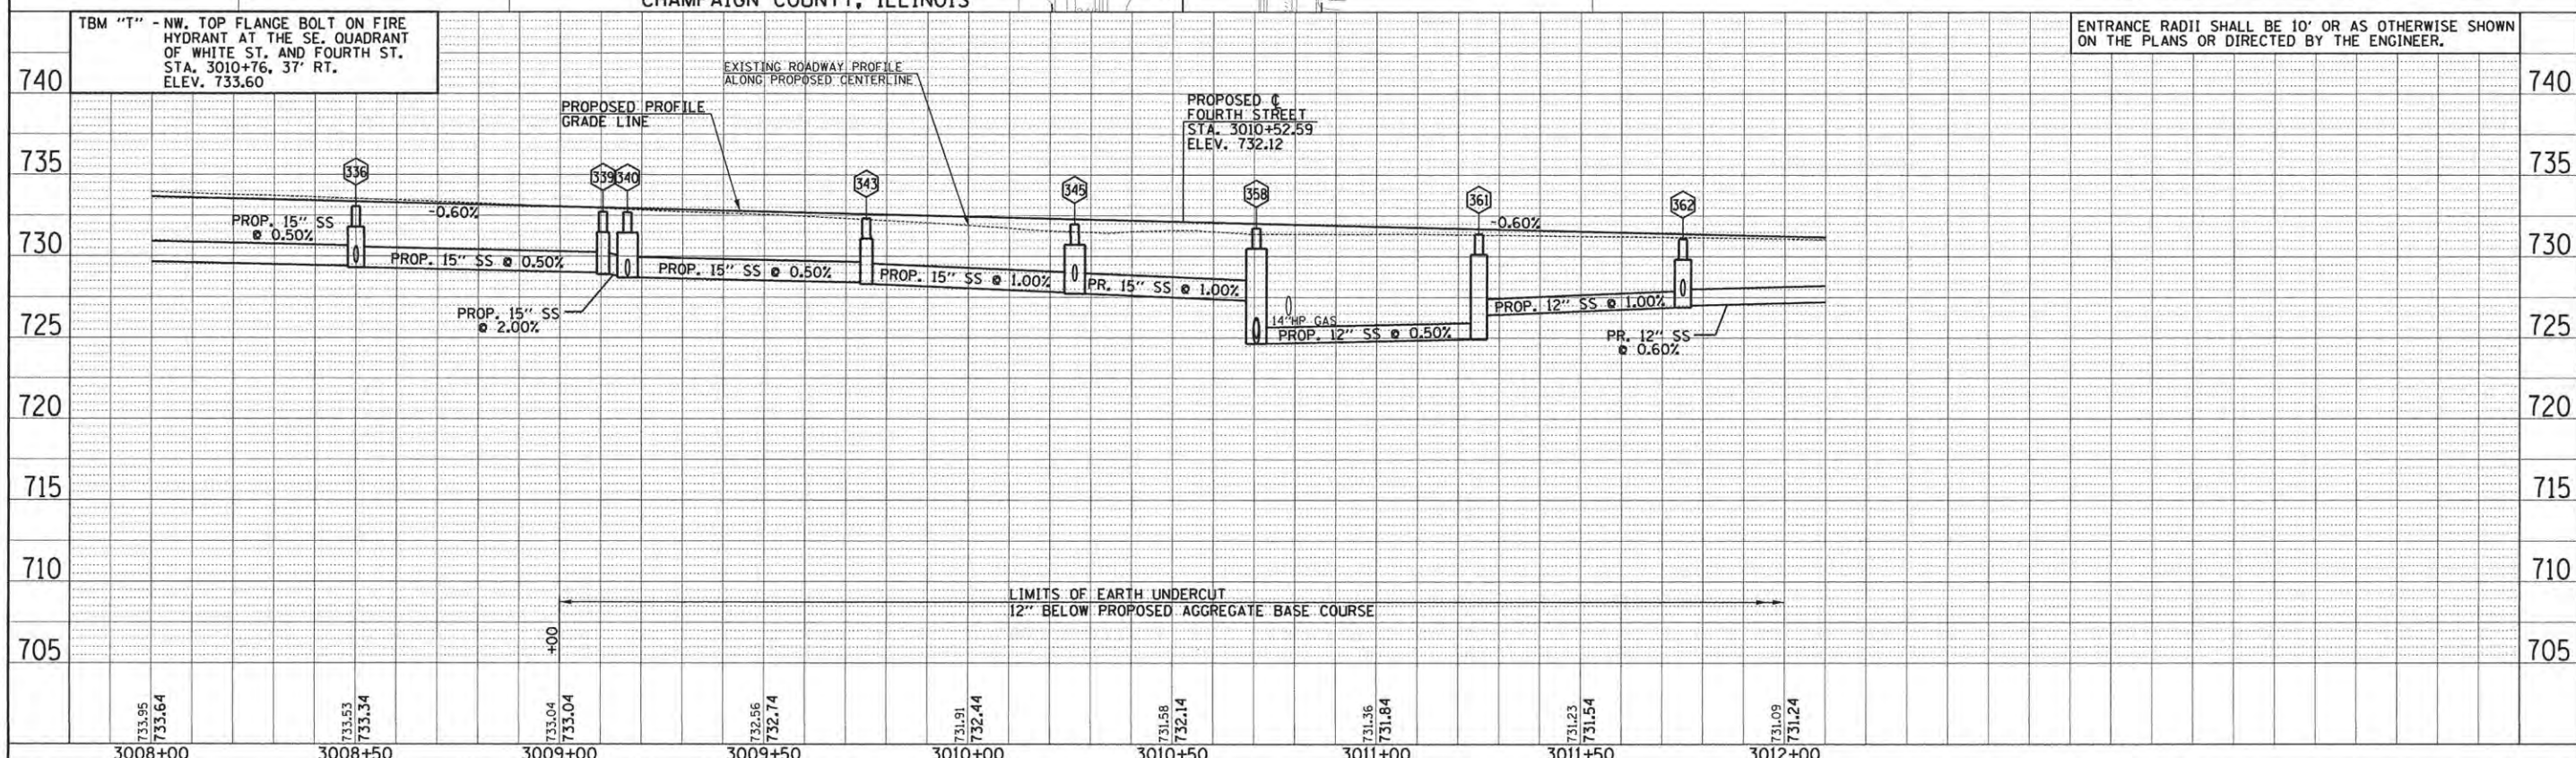 CHAMPAIGN COUNTY, ILLINOIS
TBM "T" - NW. TOP FLANGE BOLT ON FIRE
HYDRANT AT THE SE. QUADRANT
OF WHITE ST. AND FOURTH ST.
STA. 3010+76, 37' RT.
ELEV. 733.60
ENTRANCE RADII SHALL BE 10' OR AS OTHERWISE SHOWN
ON THE PLANS OR DIRECTED BY THE ENGINEER.
740
740
EXISTING ROADWAY PROFILE
ALONG PROPOSED CENTERLINE
PROPOSED PROFILE
GRADE LINE
PROPOSED ℄
FOURTH STREET
STA. 3010+52.59
ELEV. 732.12
735
735
336
339
340
343
345
358
361
362
-0.60%
-0.60%
PROP. 15" SS
@ 0.50%
730
730
PROP. 15" SS @ 0.50%
PROP. 15" SS @ 0.50%
PROP. 15" SS @ 1.00%
PR. 15" SS @ 1.00%
PROP. 12" SS @ 1.00%
PROP. 15" SS
@ 2.00%
14"HP GAS
PROP. 12" SS @ 0.50%
PR. 12" SS
@ 0.60%
725
725
720
720
715
715
710
710
LIMITS OF EARTH UNDERCUT
12" BELOW PROPOSED AGGREGATE BASE COURSE
+00
705
705
733.95
733.64
733.53
733.34
733.04
733.04
732.56
732.74
731.91
732.44
731.58
732.14
731.36
731.84
731.23
731.54
731.09
731.24
3008+00
3008+50
3009+00
3009+50
3010+00
3010+50
3011+00
3011+50
3012+00